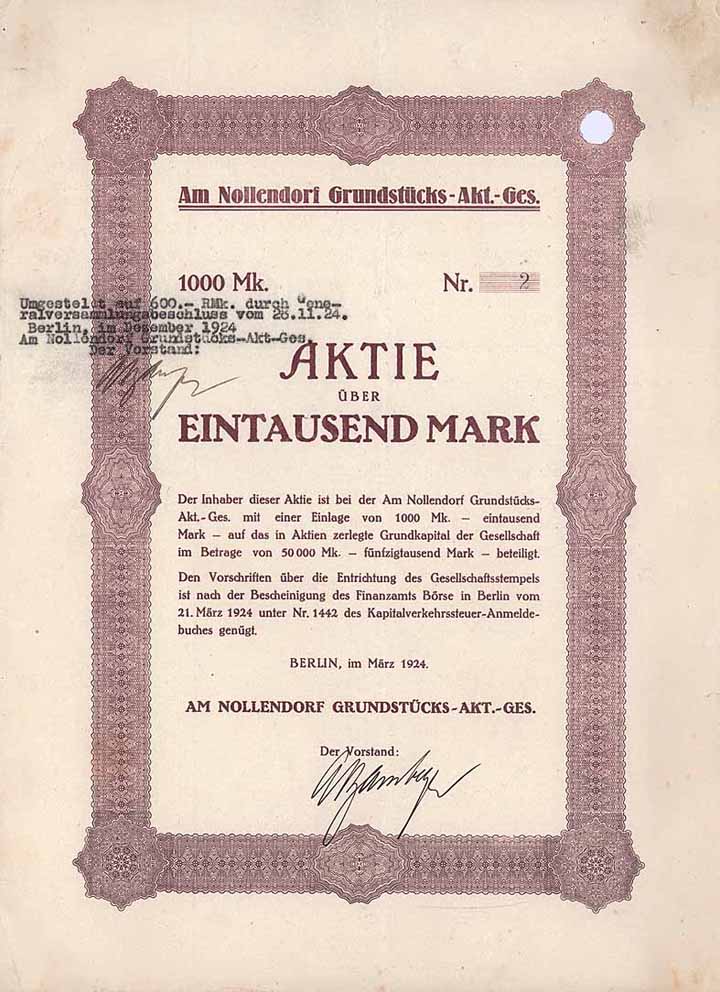 Am Nollendorf Grundstücks-Akt.-Ges.
1000 Mk. Nr. 2
Umgestellt auf 600.- RMk. durch Gene-
ralversammlungsbeschluss vom 28.11.24.
Berlin, im Dezember 1924
Am Nollendorf Grundstücks-Akt-Ges
Der Vorstand:
AKTIE
ÜBER
EINTAUSEND MARK
Der Inhaber dieser Aktie ist bei der Am Nollendorf Grundstücks-
Akt.-Ges. mit einer Einlage von 1000 Mk. – eintausend
Mark – auf das in Aktien zerlegte Grundkapital der Gesellschaft
im Betrage von 50 000 Mk. – fünfzigtausend Mark – beteiligt.
Den Vorschriften über die Entrichtung des Gesellschaftsstempels
ist nach der Bescheinigung des Finanzamts Börse in Berlin vom
21. März 1924 unter Nr. 1442 des Kapitalverkehrssteuer-Anmelde-
buches genügt.
BERLIN, im März 1924.
AM NOLLENDORF GRUNDSTÜCKS-AKT.-GES.
Der Vorstand: